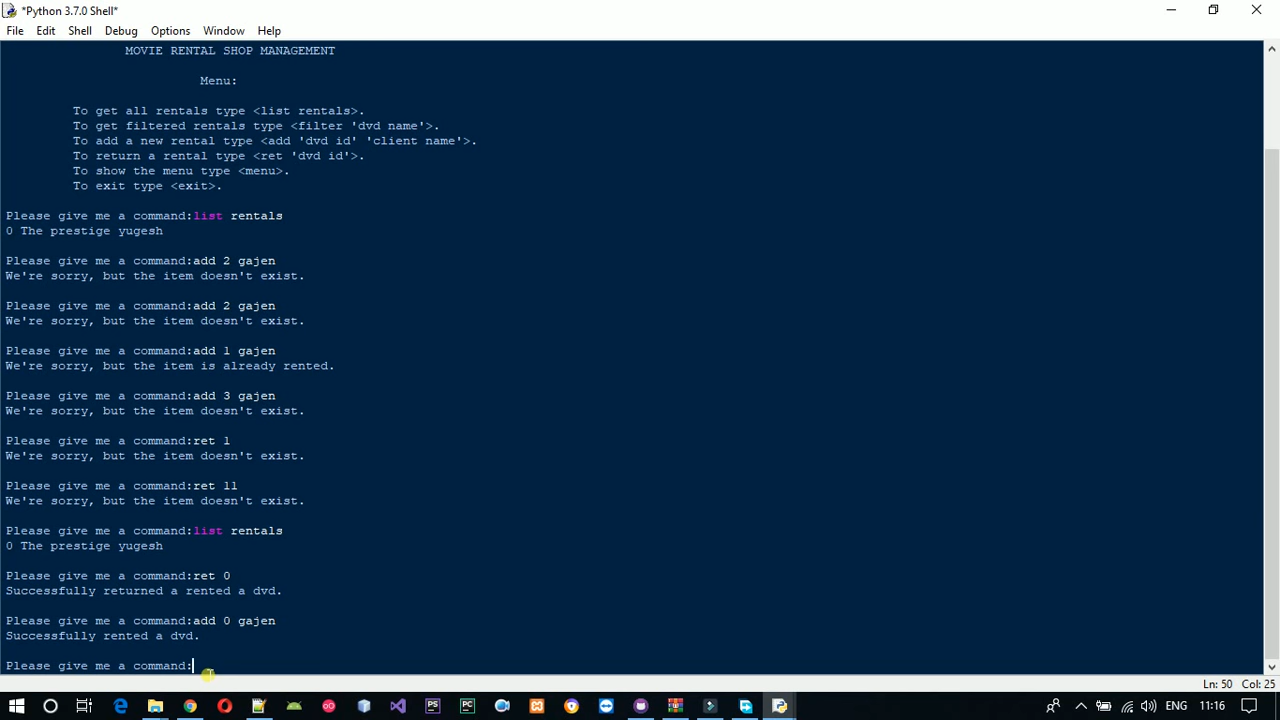 *Python 3.7.0 Shell*
File Edit Shell Debug Options Window Help
MOVIE RENTAL SHOP MANAGEMENT
Menu:
To get all rentals type <list rentals>.
To get filtered rentals type <filter 'dvd name'>.
To add a new rental type <add 'dvd id' 'client name'>.
To return a rental type <ret 'dvd id'>.
To show the menu type <menu>.
To exit type <exit>.
Please give me a command:list rentals
0 The prestige yugesh
Please give me a command:add 2 gajen
We're sorry, but the item doesn't exist.
Please give me a command:add 2 gajen
We're sorry, but the item doesn't exist.
Please give me a command:add 1 gajen
We're sorry, but the item is already rented.
Please give me a command:add 3 gajen
We're sorry, but the item doesn't exist.
Please give me a command:ret 1
We're sorry, but the item doesn't exist.
Please give me a command:ret 11
We're sorry, but the item doesn't exist.
Please give me a command:list rentals
0 The prestige yugesh
Please give me a command:ret 0
Successfully returned a rented a dvd.
Please give me a command:add 0 gajen
Successfully rented a dvd.
Please give me a command:
Ln: 50 Col: 25
PS PC ENG 11:16